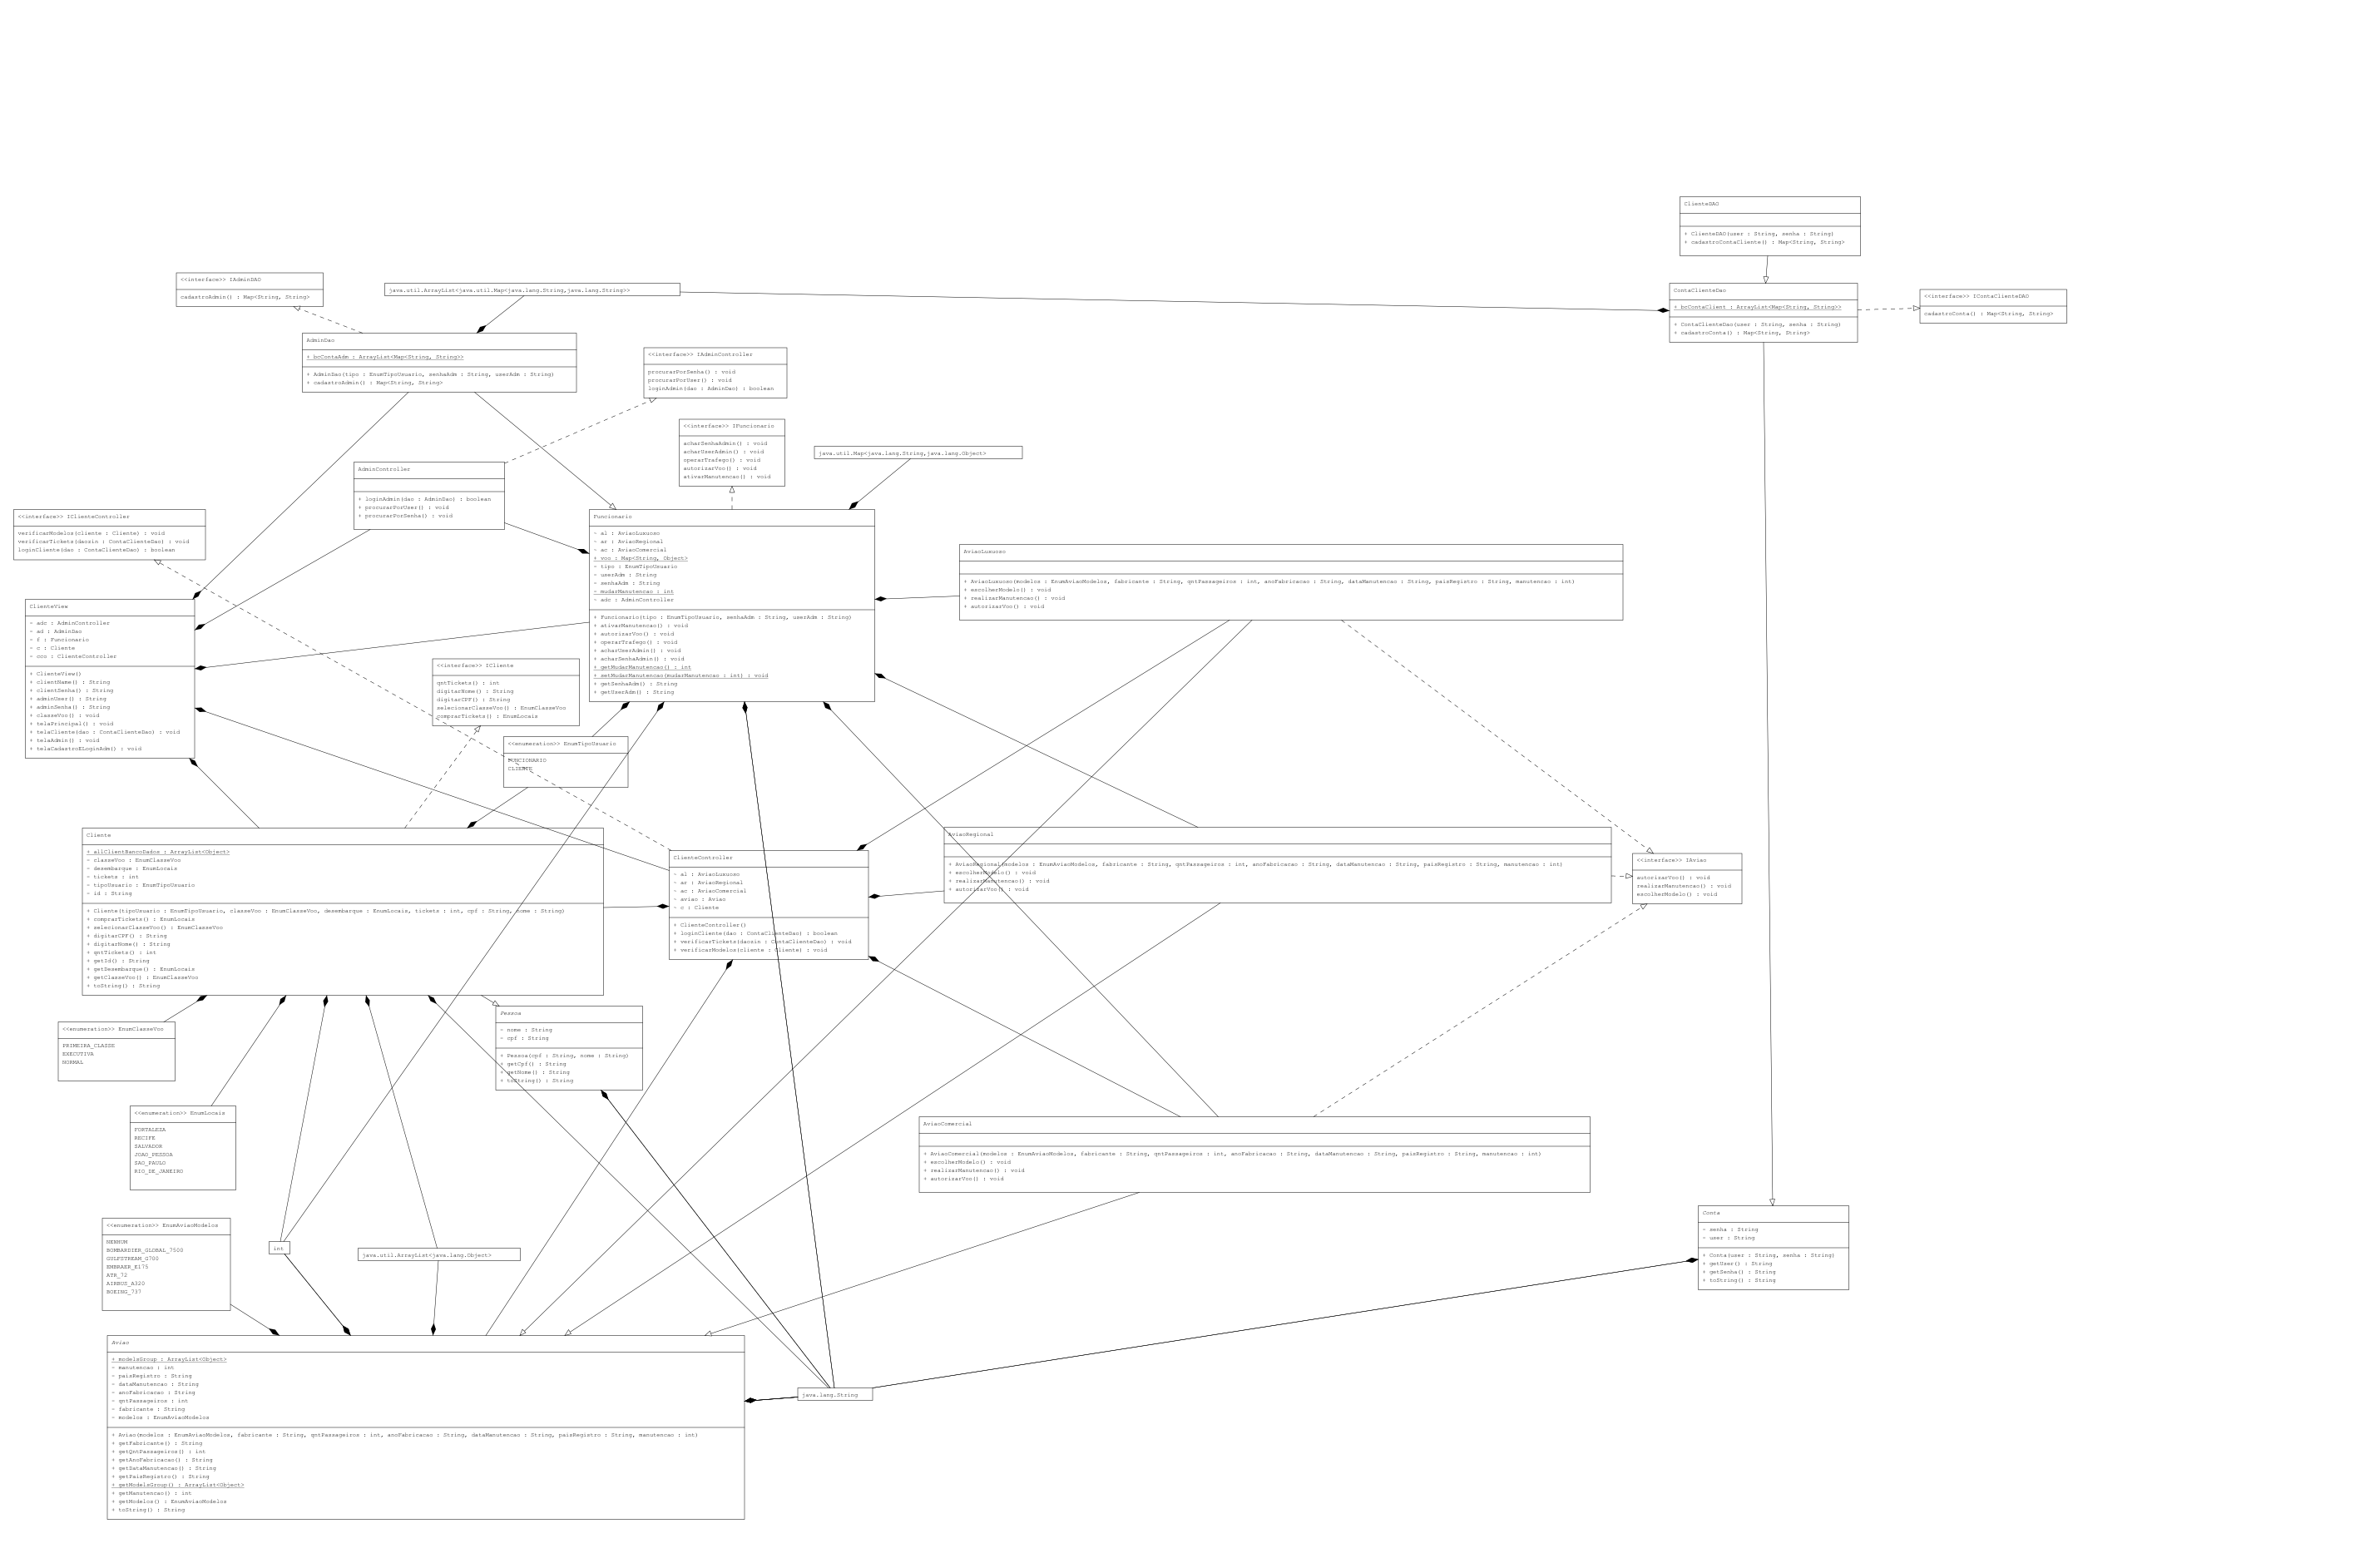 ClienteDAO
+ ClienteDAO(user : String, senha : String)
+ cadastroContaCliente() : Map<String, String>
<<interface>> IAdminDAO
cadastroAdmin() : Map<String, String>
java.util.ArrayList<java.util.Map<java.lang.String,java.lang.String>>
ContaClienteDao
+ bcContaClient : ArrayList<Map<String, String>>
+ ContaClienteDao(user : String, senha : String)
+ cadastroConta() : Map<String, String>
<<interface>> IContaClienteDAO
cadastroConta() : Map<String, String>
AdminDao
+ bcContaAdm : ArrayList<Map<String, String>>
+ AdminDao(tipo : EnumTipoUsuario, senhaAdm : String, userAdm : String)
+ cadastroAdmin() : Map<String, String>
<<interface>> IAdminController
procurarPorSenha() : void
procurarPorUser() : void
loginAdmin(dao : AdminDao) : boolean
<<interface>> IFuncionario
acharSenhaAdmin() : void
acharUserAdmin() : void
operarTrafego() : void
autorizarVoo() : void
ativarManutencao() : void
java.util.Map<java.lang.String,java.lang.Object>
AdminController
+ loginAdmin(dao : AdminDao) : boolean
+ procurarPorUser() : void
+ procurarPorSenha() : void
<<interface>> IClienteController
verificarModelos(cliente : Cliente) : void
verificarTickets(daosin : ContaClienteDao) : void
loginCliente(dao : ContaClienteDao) : boolean
Funcionario
- al : AviaoLuxuoso
- ar : AviaoRegional
- ac : AviaoComercial
+ voo : Map<String, Object>
- tipo : EnumTipoUsuario
- userAdm : String
- senhaAdm : String
- mudarManutencao : int
- adc : AdminController
+ Funcionario(tipo : EnumTipoUsuario, senhaAdm : String, userAdm : String)
+ ativarManutencao() : void
+ autorizarVoo() : void
+ operarTrafego() : void
+ acharUserAdmin() : void
+ acharSenhaAdmin() : void
+ getMudarManutencao() : int
+ setMudarManutencao(mudarManutencao : int) : void
+ getSenhaAdm() : String
+ getUserAdm() : String
AviaoLuxuoso
+ AviaoLuxuoso(modelos : EnumAviaoModelos, fabricante : String, qntPassageiros : int, anoFabricacao : String, dataManutencao : String, paisRegistro : String, manutencao : int)
+ escolherModelo() : void
+ realizarManutencao() : void
+ autorizarVoo() : void
ClienteView
- adc : AdminController
- ad : AdminDao
- f : Funcionario
- c : Cliente
- ccn : ClienteController
+ ClienteView()
+ clientName() : String
+ clientSenha() : String
+ adminUser() : String
+ adminSenha() : String
+ classeVoo() : void
+ telaPrincipal() : void
+ telaCliente(dao : ContaClienteDao) : void
+ telaAdmin() : void
+ telaCadastroELoginAdm() : void
<<interface>> ICliente
qntTickets() : int
digitarNome() : String
digitarCPF() : String
selecionarClasseVoo() : EnumClasseVoo
comprarTickets() : EnumLocais
<<enumeration>> EnumTipoUsuario
FUNCIONARIO
CLIENTE
Cliente
+ allClientBancoDados : ArrayList<Object>
- classeVoo : EnumClasseVoo
- desembarque : EnumLocais
- tickets : int
- tipoUsuario : EnumTipoUsuario
- id : String
+ Cliente(tipoUsuario : EnumTipoUsuario, classeVoo : EnumClasseVoo, desembarque : EnumLocais, tickets : int, cpf : String, nome : String)
+ comprarTickets() : EnumLocais
+ selecionarClasseVoo() : EnumClasseVoo
+ digitarCPF() : String
+ digitarNome() : String
+ qntTickets() : int
+ getId() : String
+ getDesembarque() : EnumLocais
+ getClasseVoo() : EnumClasseVoo
+ toString() : String
ClienteController
- al : AviaoLuxuoso
- ar : AviaoRegional
- ac : AviaoComercial
- aviao : Aviao
- c : Cliente
+ ClienteController()
+ loginCliente(dao : ContaClienteDao) : boolean
+ verificarTickets(daosin : ContaClienteDao) : void
+ verificarModelos(cliente : Cliente) : void
AviaoRegional
+ AviaoRegional(modelos : EnumAviaoModelos, fabricante : String, qntPassageiros : int, anoFabricacao : String, dataManutencao : String, paisRegistro : String, manutencao : int)
+ escolherModelo() : void
+ realizarManutencao() : void
+ autorizarVoo() : void
<<interface>> IAviao
autorizarVoo() : void
realizarManutencao() : void
escolherModelo() : void
Pessoa
- nome : String
- cpf : String
+ Pessoa(cpf : String, nome : String)
+ getCpf() : String
+ getNome() : String
+ toString() : String
<<enumeration>> EnumClasseVoo
PRIMEIRA_CLASSE
EXECUTIVA
NORMAL
<<enumeration>> EnumLocais
FORTALEZA
RECIFE
SALVADOR
JOAO_PESSOA
SAO_PAULO
RIO_DE_JANEIRO
AviaoComercial
+ AviaoComercial(modelos : EnumAviaoModelos, fabricante : String, qntPassageiros : int, anoFabricacao : String, dataManutencao : String, paisRegistro : String, manutencao : int)
+ escolherModelo() : void
+ realizarManutencao() : void
+ autorizarVoo() : void
Conta
- senha : String
- user : String
+ Conta(user : String, senha : String)
+ getUser() : String
+ getSenha() : String
+ toString() : String
<<enumeration>> EnumAviaoModelos
NENHUM
BOMBARDIER_GLOBAL_7500
GULFSTREAM_G700
EMBRAER_E175
ATR_72
AIRBUS_A320
BOEING_737
int
java.util.ArrayList<java.lang.Object>
Aviao
+ modelsGroup : ArrayList<Object>
- manutencao : int
- paisRegistro : String
- dataManutencao : String
- anoFabricacao : String
- qntPassageiros : int
- fabricante : String
- modelos : EnumAviaoModelos
+ Aviao(modelos : EnumAviaoModelos, fabricante : String, qntPassageiros : int, anoFabricacao : String, dataManutencao : String, paisRegistro : String, manutencao : int)
+ getFabricante() : String
+ getQntPassageiros() : int
+ getAnoFabricacao() : String
+ getDataManutencao() : String
+ getPaisRegistro() : String
+ getModelsGroup() : ArrayList<Object>
+ getManutencao() : int
+ getModelos() : EnumAviaoModelos
+ toString() : String
java.lang.String